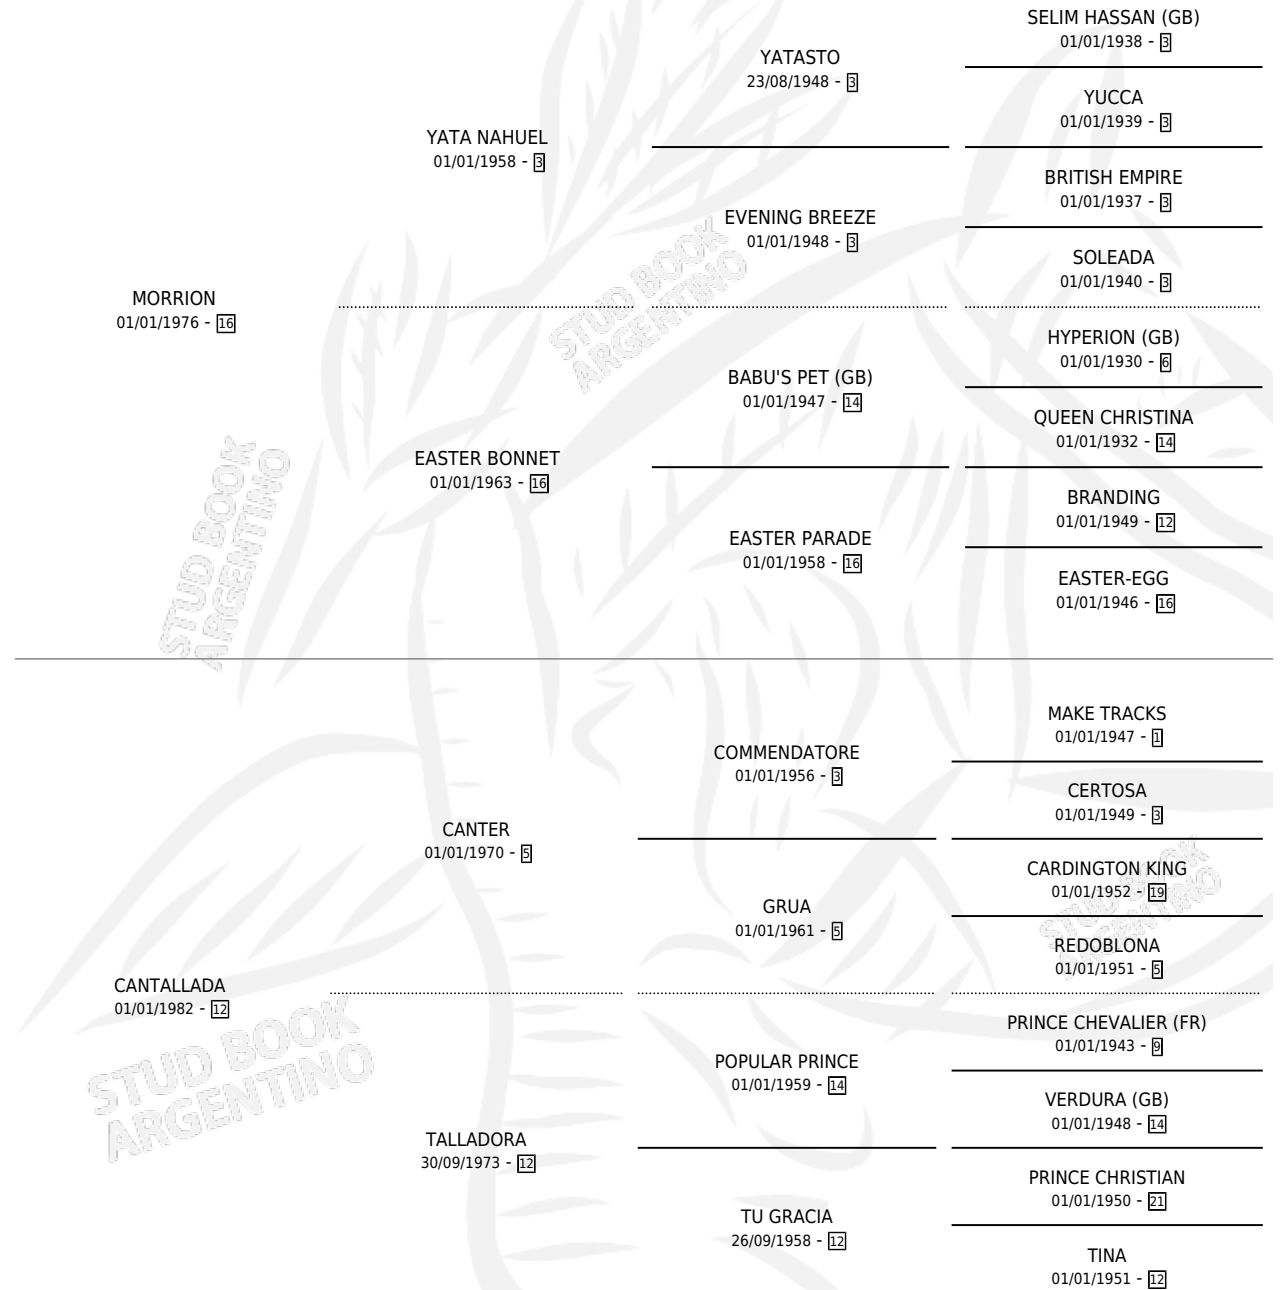 SELIM HASSAN (GB)
01/01/1938 - 3
YATASTO
23/08/1948 - 3
YUCCA
01/01/1939 - 3
YATA NAHUEL
01/01/1958 - 3
BRITISH EMPIRE
01/01/1937 - 3
EVENING BREEZE
01/01/1948 - 3
SOLEADA
01/01/1940 - 3
MORRION
01/01/1976 - 16
HYPERION (GB)
01/01/1930 - 6
BABU'S PET (GB)
01/01/1947 - 14
QUEEN CHRISTINA
01/01/1932 - 14
EASTER BONNET
01/01/1963 - 16
BRANDING
01/01/1949 - 12
EASTER PARADE
01/01/1958 - 16
EASTER-EGG
01/01/1946 - 16
MAKE TRACKS
01/01/1947 - 1
COMMENDATORE
01/01/1956 - 3
CERTOSA
01/01/1949 - 3
CANTER
01/01/1970 - 5
CARDINGTON KING
01/01/1952 - 19
GRUA
01/01/1961 - 5
REDOBLONA
01/01/1951 - 5
CANTALLADA
01/01/1982 - 12
PRINCE CHEVALIER (FR)
01/01/1943 - 9
POPULAR PRINCE
01/01/1959 - 14
VERDURA (GB)
01/01/1948 - 14
TALLADORA
30/09/1973 - 12
PRINCE CHRISTIAN
01/01/1950 - 21
TU GRACIA
26/09/1958 - 12
TINA
01/01/1951 - 12
STUD BOOK
ARGENTINO
STUD BOOK
ARGENTINO
STUD BOOK
ARGENTINO
STUD BOOK
ARGENTINO